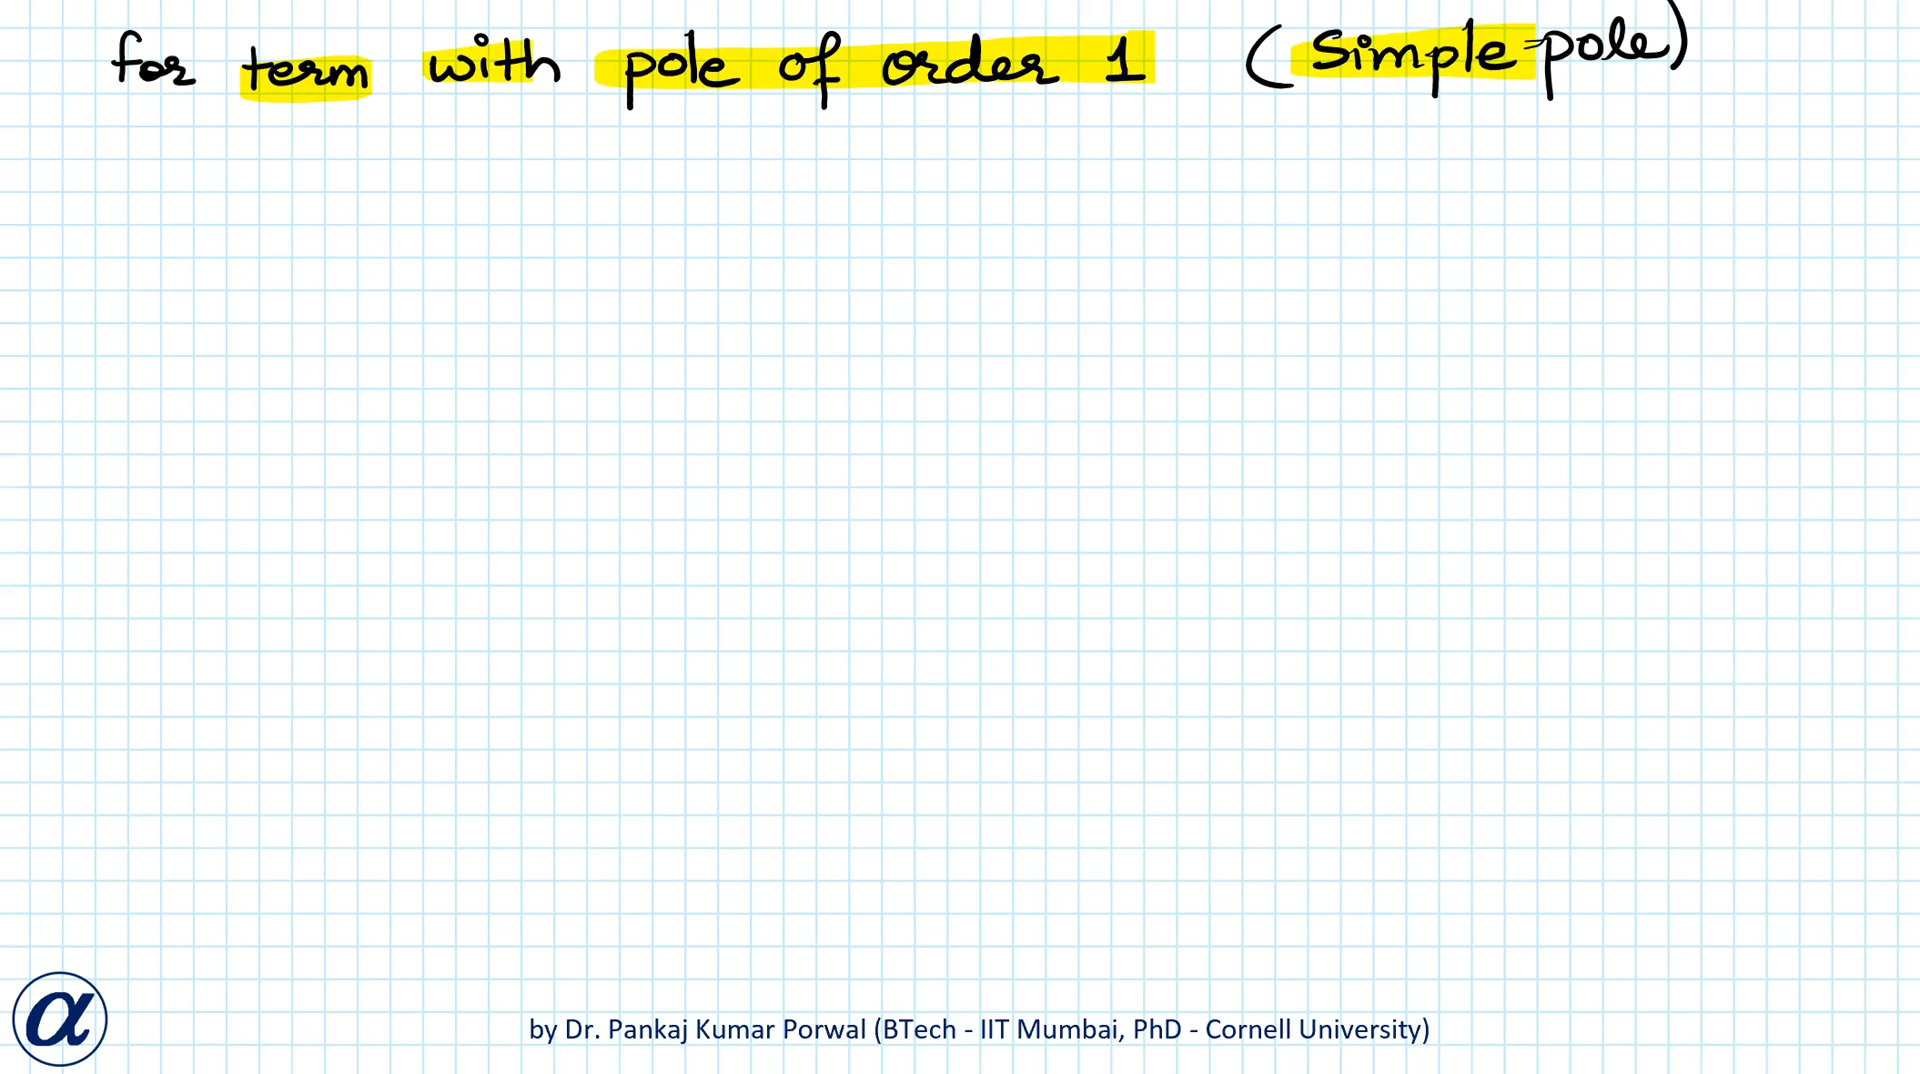 for term with pole of order 1 (Simple pole)
α
by Dr. Pankaj Kumar Porwal (BTech - IIT Mumbai, PhD - Cornell University)